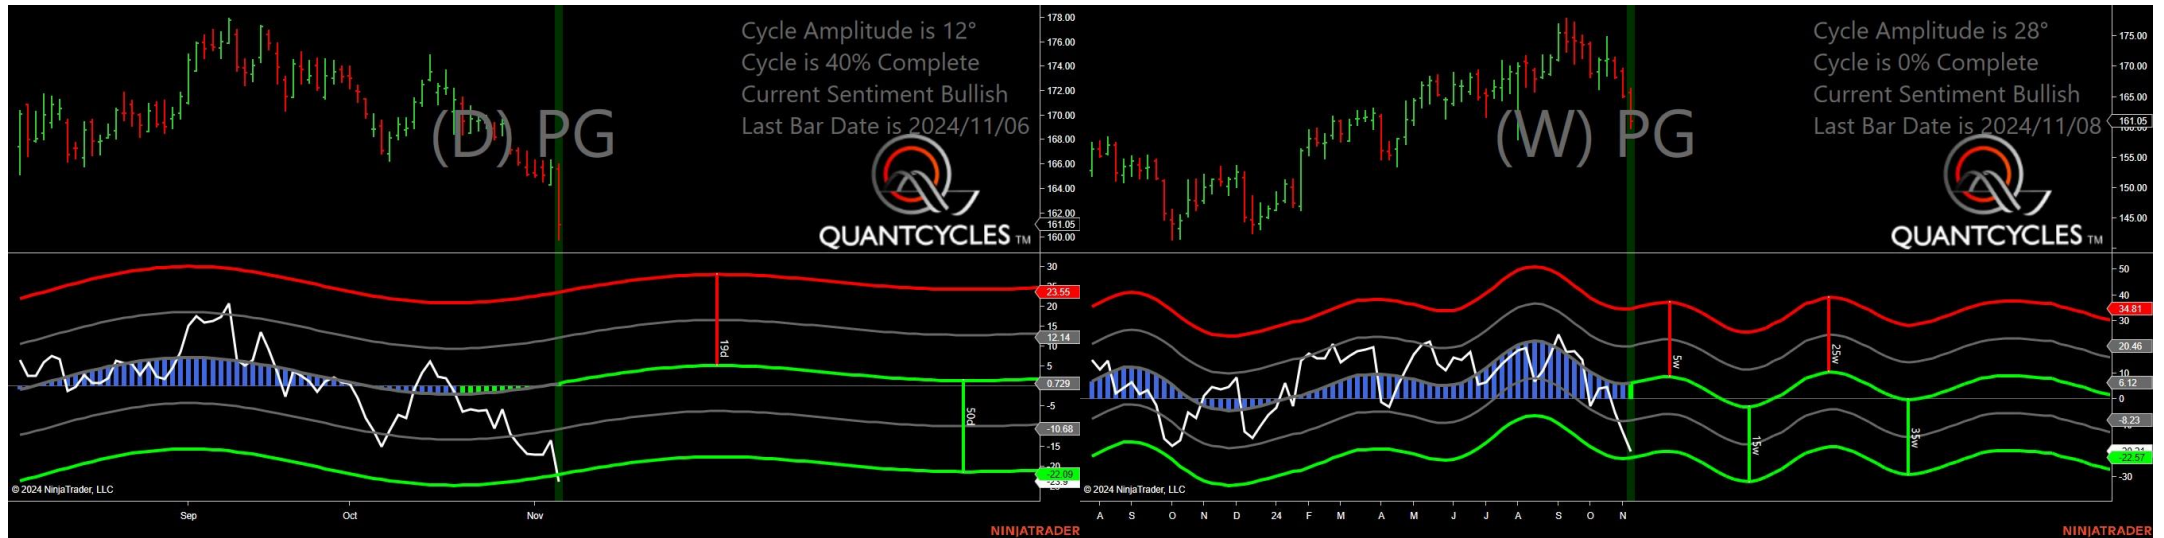 Cycle Amplitude is 12°
Cycle is 40% Complete
Current Sentiment Bullish
Last Bar Date is 2024/11/06
(D) PG
QUANTCYCLES TM
178.00
176.00
174.00
172.00
170.00
168.00
166.00
164.00
162.00
161.05
160.00
30
23.55
20
15
12.14
10
5
0.729
-5
-10.68
-15
-20
-22.09
-23.9
19d
50d
© 2024 NinjaTrader, LLC
Sep Oct Nov
NINJATRADER
Cycle Amplitude is 28°
Cycle is 0% Complete
Current Sentiment Bullish
Last Bar Date is 2024/11/08
(W) PG
QUANTCYCLES TM
175.00
170.00
165.00
161.05
160.00
155.00
150.00
145.00
50
40
34.81
30
20.46
10
6.12
0
-8.23
-22.57
-30
5w
25w
15w
35w
© 2024 NinjaTrader, LLC
A S O N D 24 F M A M J J A S O N
NINJATRADER